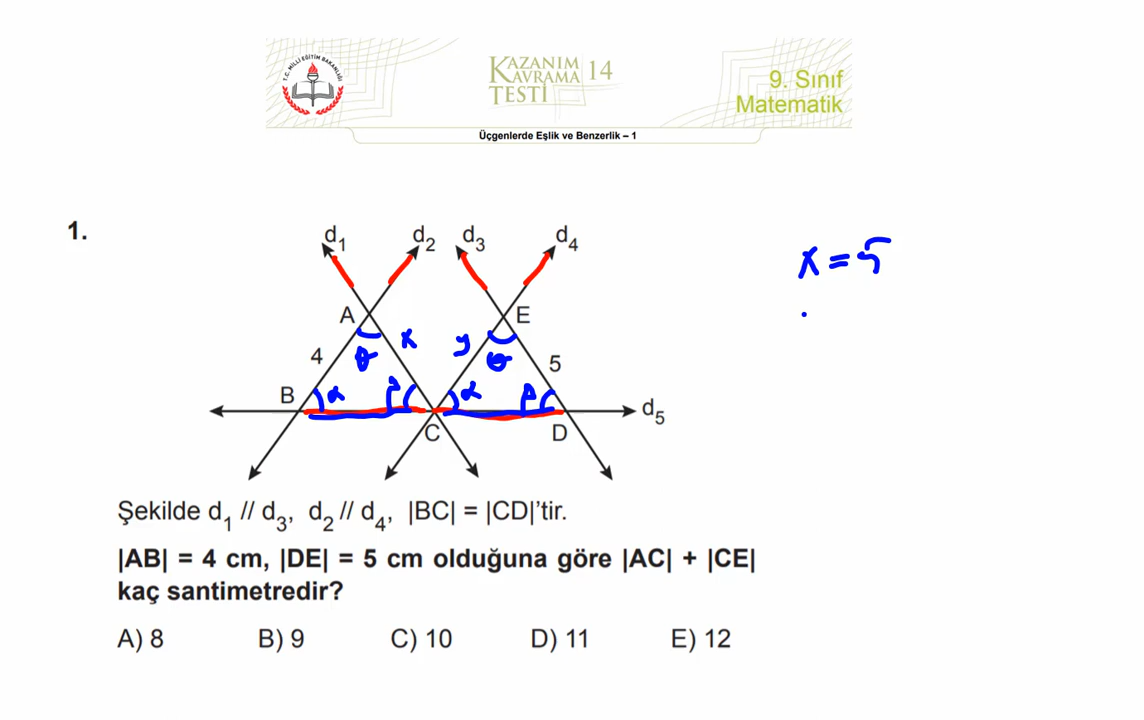 T.C. MİLLİ EĞİTİM BAKANLIĞI
KAZANIM
KAVRAMA 14
TESTİ
9. Sınıf
Matematik
Üçgenlerde Eşlik ve Benzerlik – 1
1.
d₁ d₂ d₃ d₄
x = 5
A E
x y
4 θ θ 5
B α β α β
d₅
C D
Şekilde d₁ // d₃, d₂ // d₄, |BC| = |CD|'tir.
|AB| = 4 cm, |DE| = 5 cm olduğuna göre |AC| + |CE|
kaç santimetredir?
A) 8 B) 9 C) 10 D) 11 E) 12